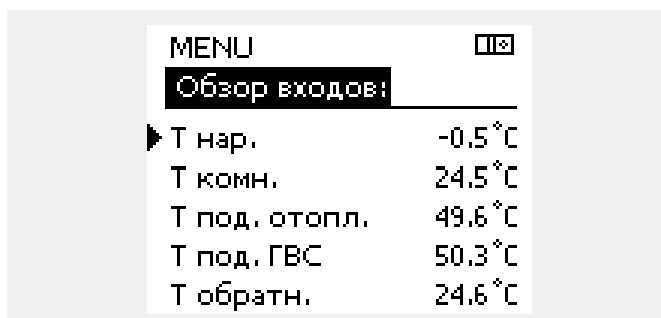 MENU
Обзор входов:
Т нар. -0.5°C
Т комн. 24.5°C
Т под. отопл. 49.6°C
Т под. ГВС 50.3°C
Т обратн. 24.6°C